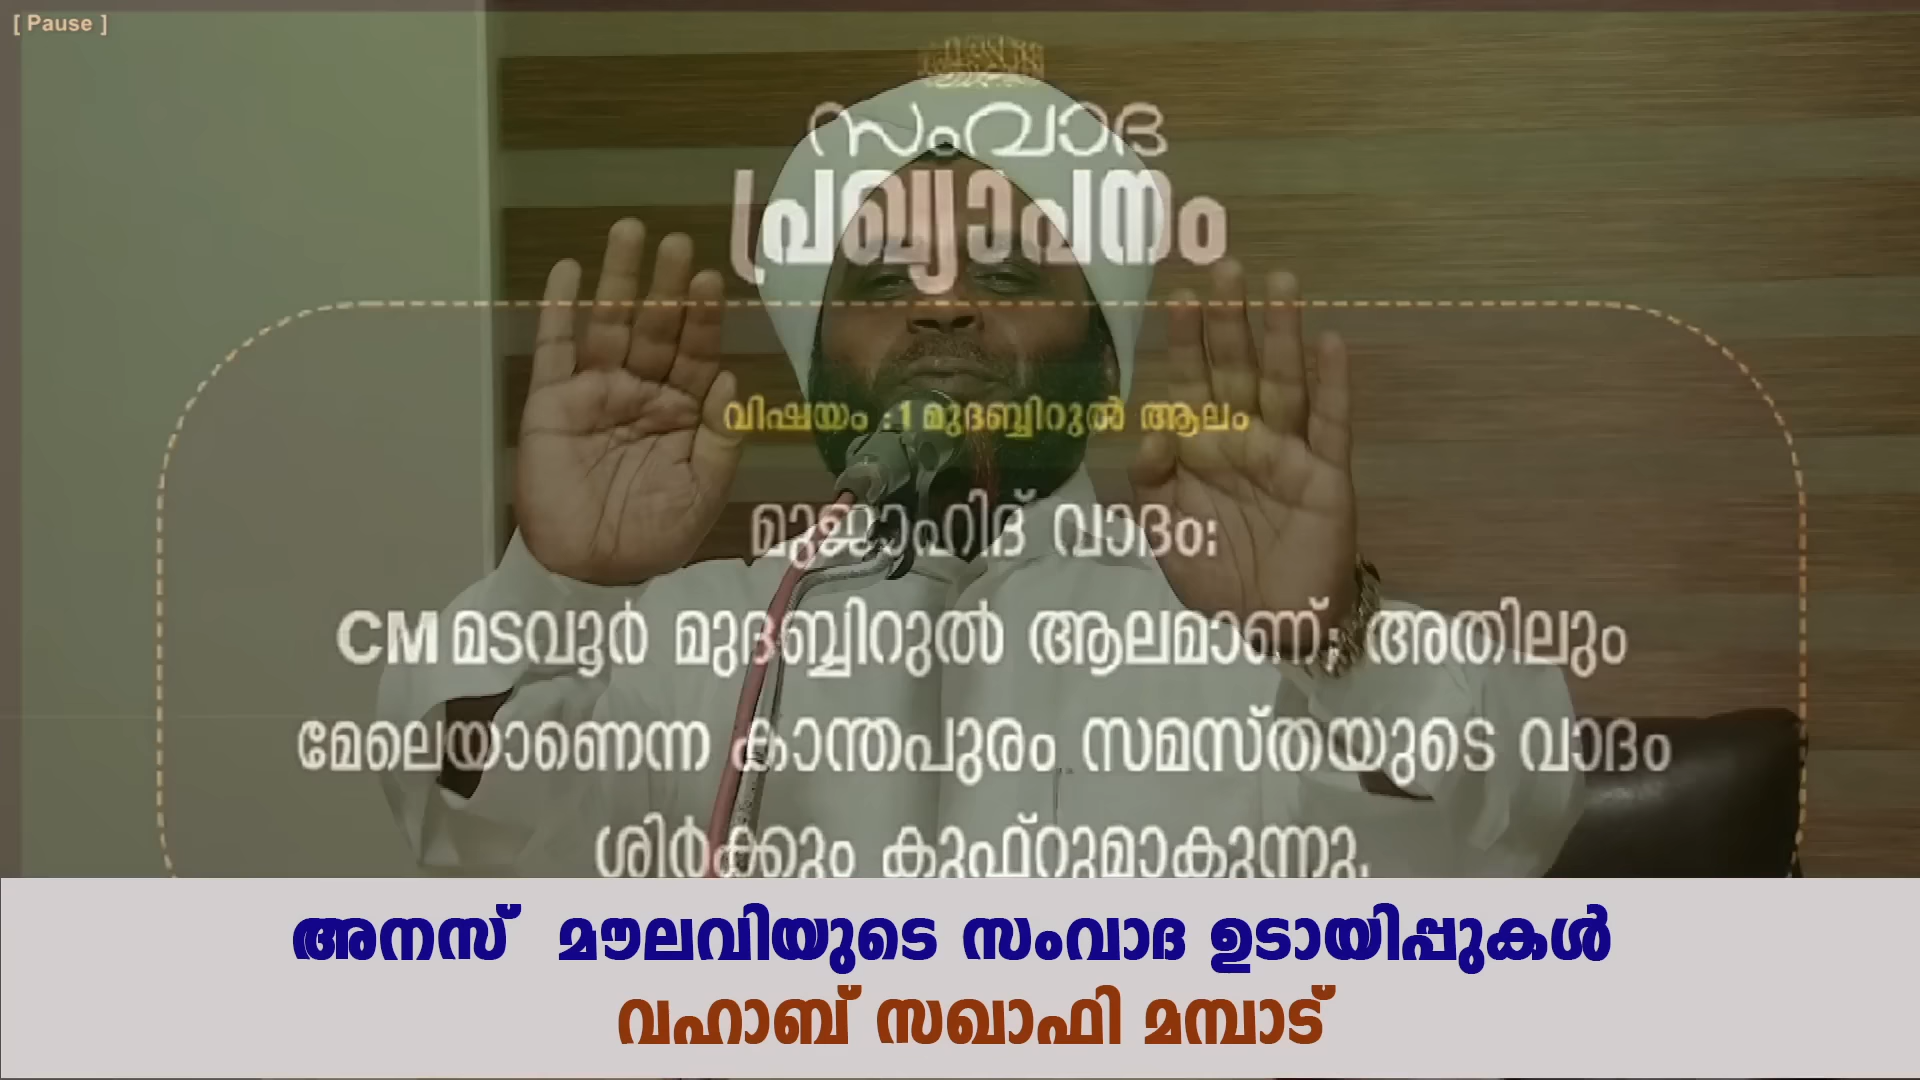 [ Pause ]
സംവാദ
പ്രഖ്യാപനം
വിഷയം :1 മുദബ്ബിറുൽ ആലം
മുജാഹിദ് വാദം:
CM മടവൂർ മുദബ്ബിറുൽ ആലമാണ്; അതിലും
മേലെയാണെന്ന കാന്തപുരം സമസ്തയുടെ വാദം
ശിർക്കും കുഫ്റുമാകുന്നു.
അനസ് മൗലവിയുടെ സംവാദ ഉടായിപ്പുകൾ
വഹാബ് സഖാഫി മമ്പാട്